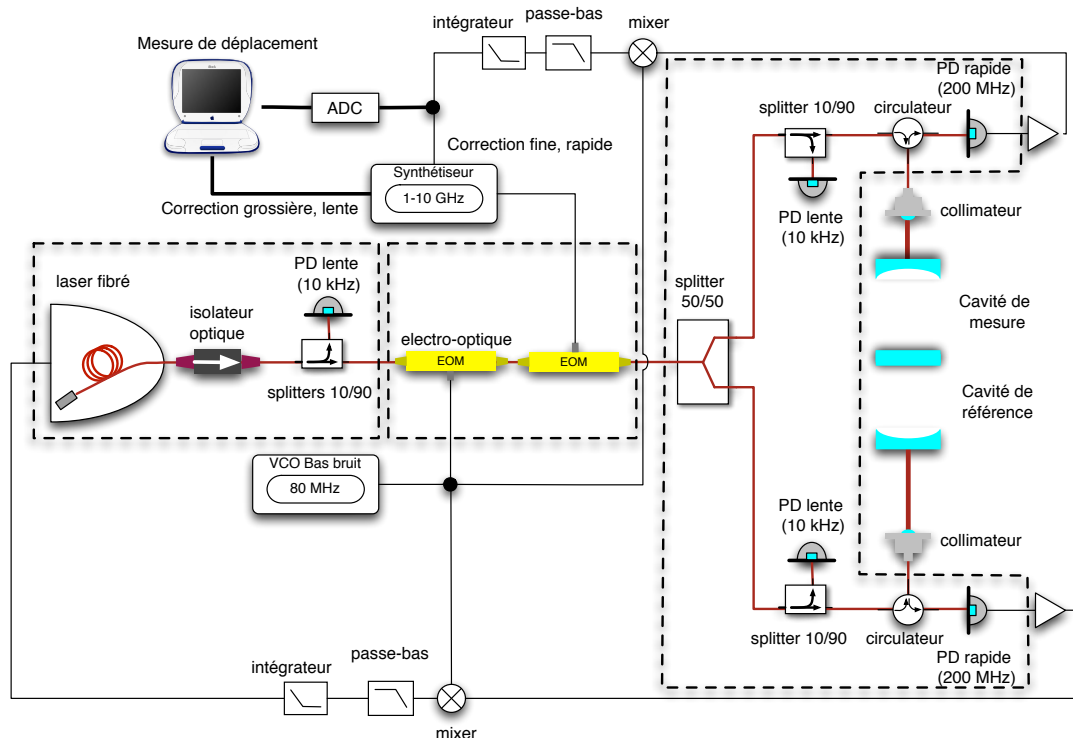 intégrateur
passe-bas
mixer
Mesure de déplacement
ADC
PD rapide
(200 MHz)
splitter 10/90
circulateur
Correction fine, rapide
Synthétiseur
1-10 GHz
Correction grossière, lente
PD lente
(10 kHz)
collimateur
laser fibré
PD lente
(10 kHz)
isolateur
optique
splitter
50/50
Cavité de
mesure
electro-optique
EOM
EOM
splitters 10/90
Cavité de
référence
VCO Bas bruit
80 MHz
PD lente
(10 kHz)
collimateur
splitter 10/90
circulateur
PD rapide
(200 MHz)
intégrateur
passe-bas
mixer